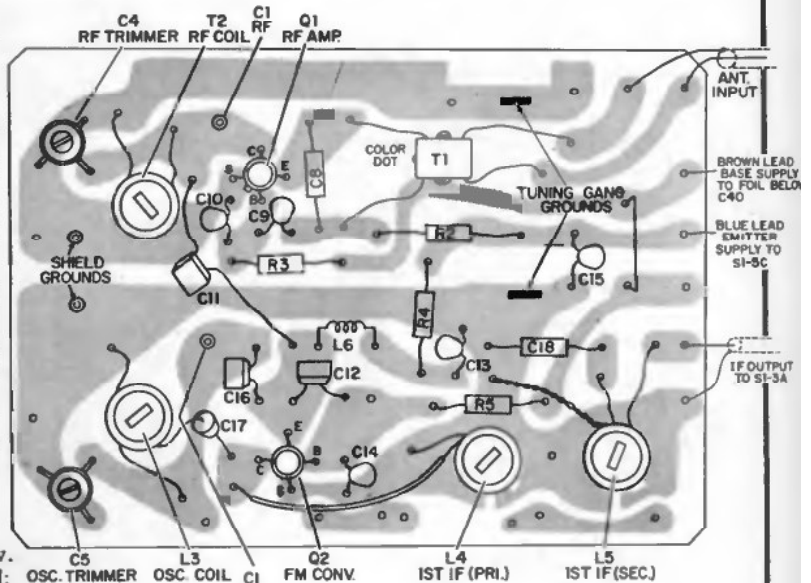 C4
RF TRIMMER
T2
RF COIL
C1
RF
Q1
RF AMP.
ANT.
INPUT
COLOR
DOT
T1
C
E
S
B
C8
C10
C9
TUNING GANG
GROUNDS
BROWN LEAD
BASE SUPPLY
TO FOIL BELOW
C40
BLUE LEAD
EMITTER
SUPPLY TO
S1-5C
SHIELD
GROUNDS
R2
R3
C15
C11
R4
L6
C13
C18
IF OUTPUT
TO S1-3A
C16
C12
R5
C17
E
C
B
C14
7.
C5
OSC. TRIMMER
L3
OSC. COIL
C1
Q2
FM CONV.
L4
1ST IF (PRI.)
L5
1ST IF (SEC.)